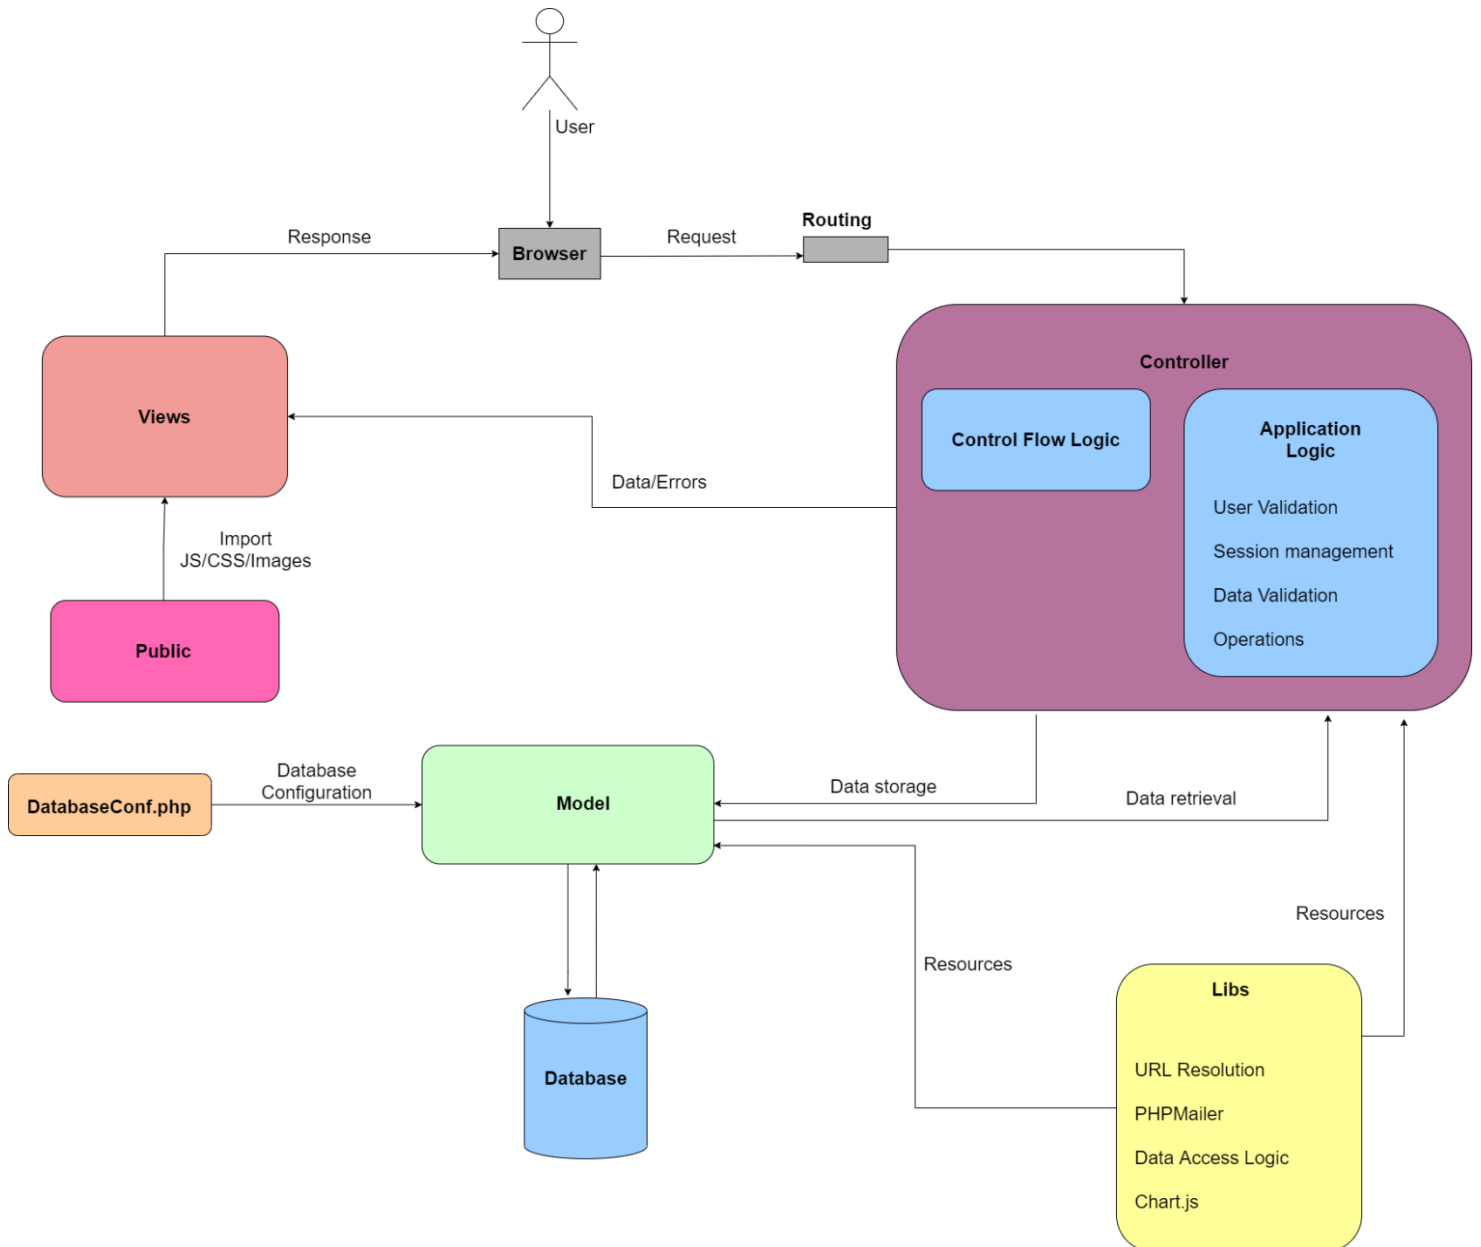 User
Routing
Response
Request
Browser
Controller
Views
Control Flow Logic
Application
Logic
Data/Errors
User Validation
Session management
Data Validation
Operations
Import
JS/CSS/Images
Public
Database
Configuration
DatabaseConf.php
Model
Data storage
Data retrieval
Resources
Resources
Libs
URL Resolution
PHPMailer
Data Access Logic
Chart.js
Database